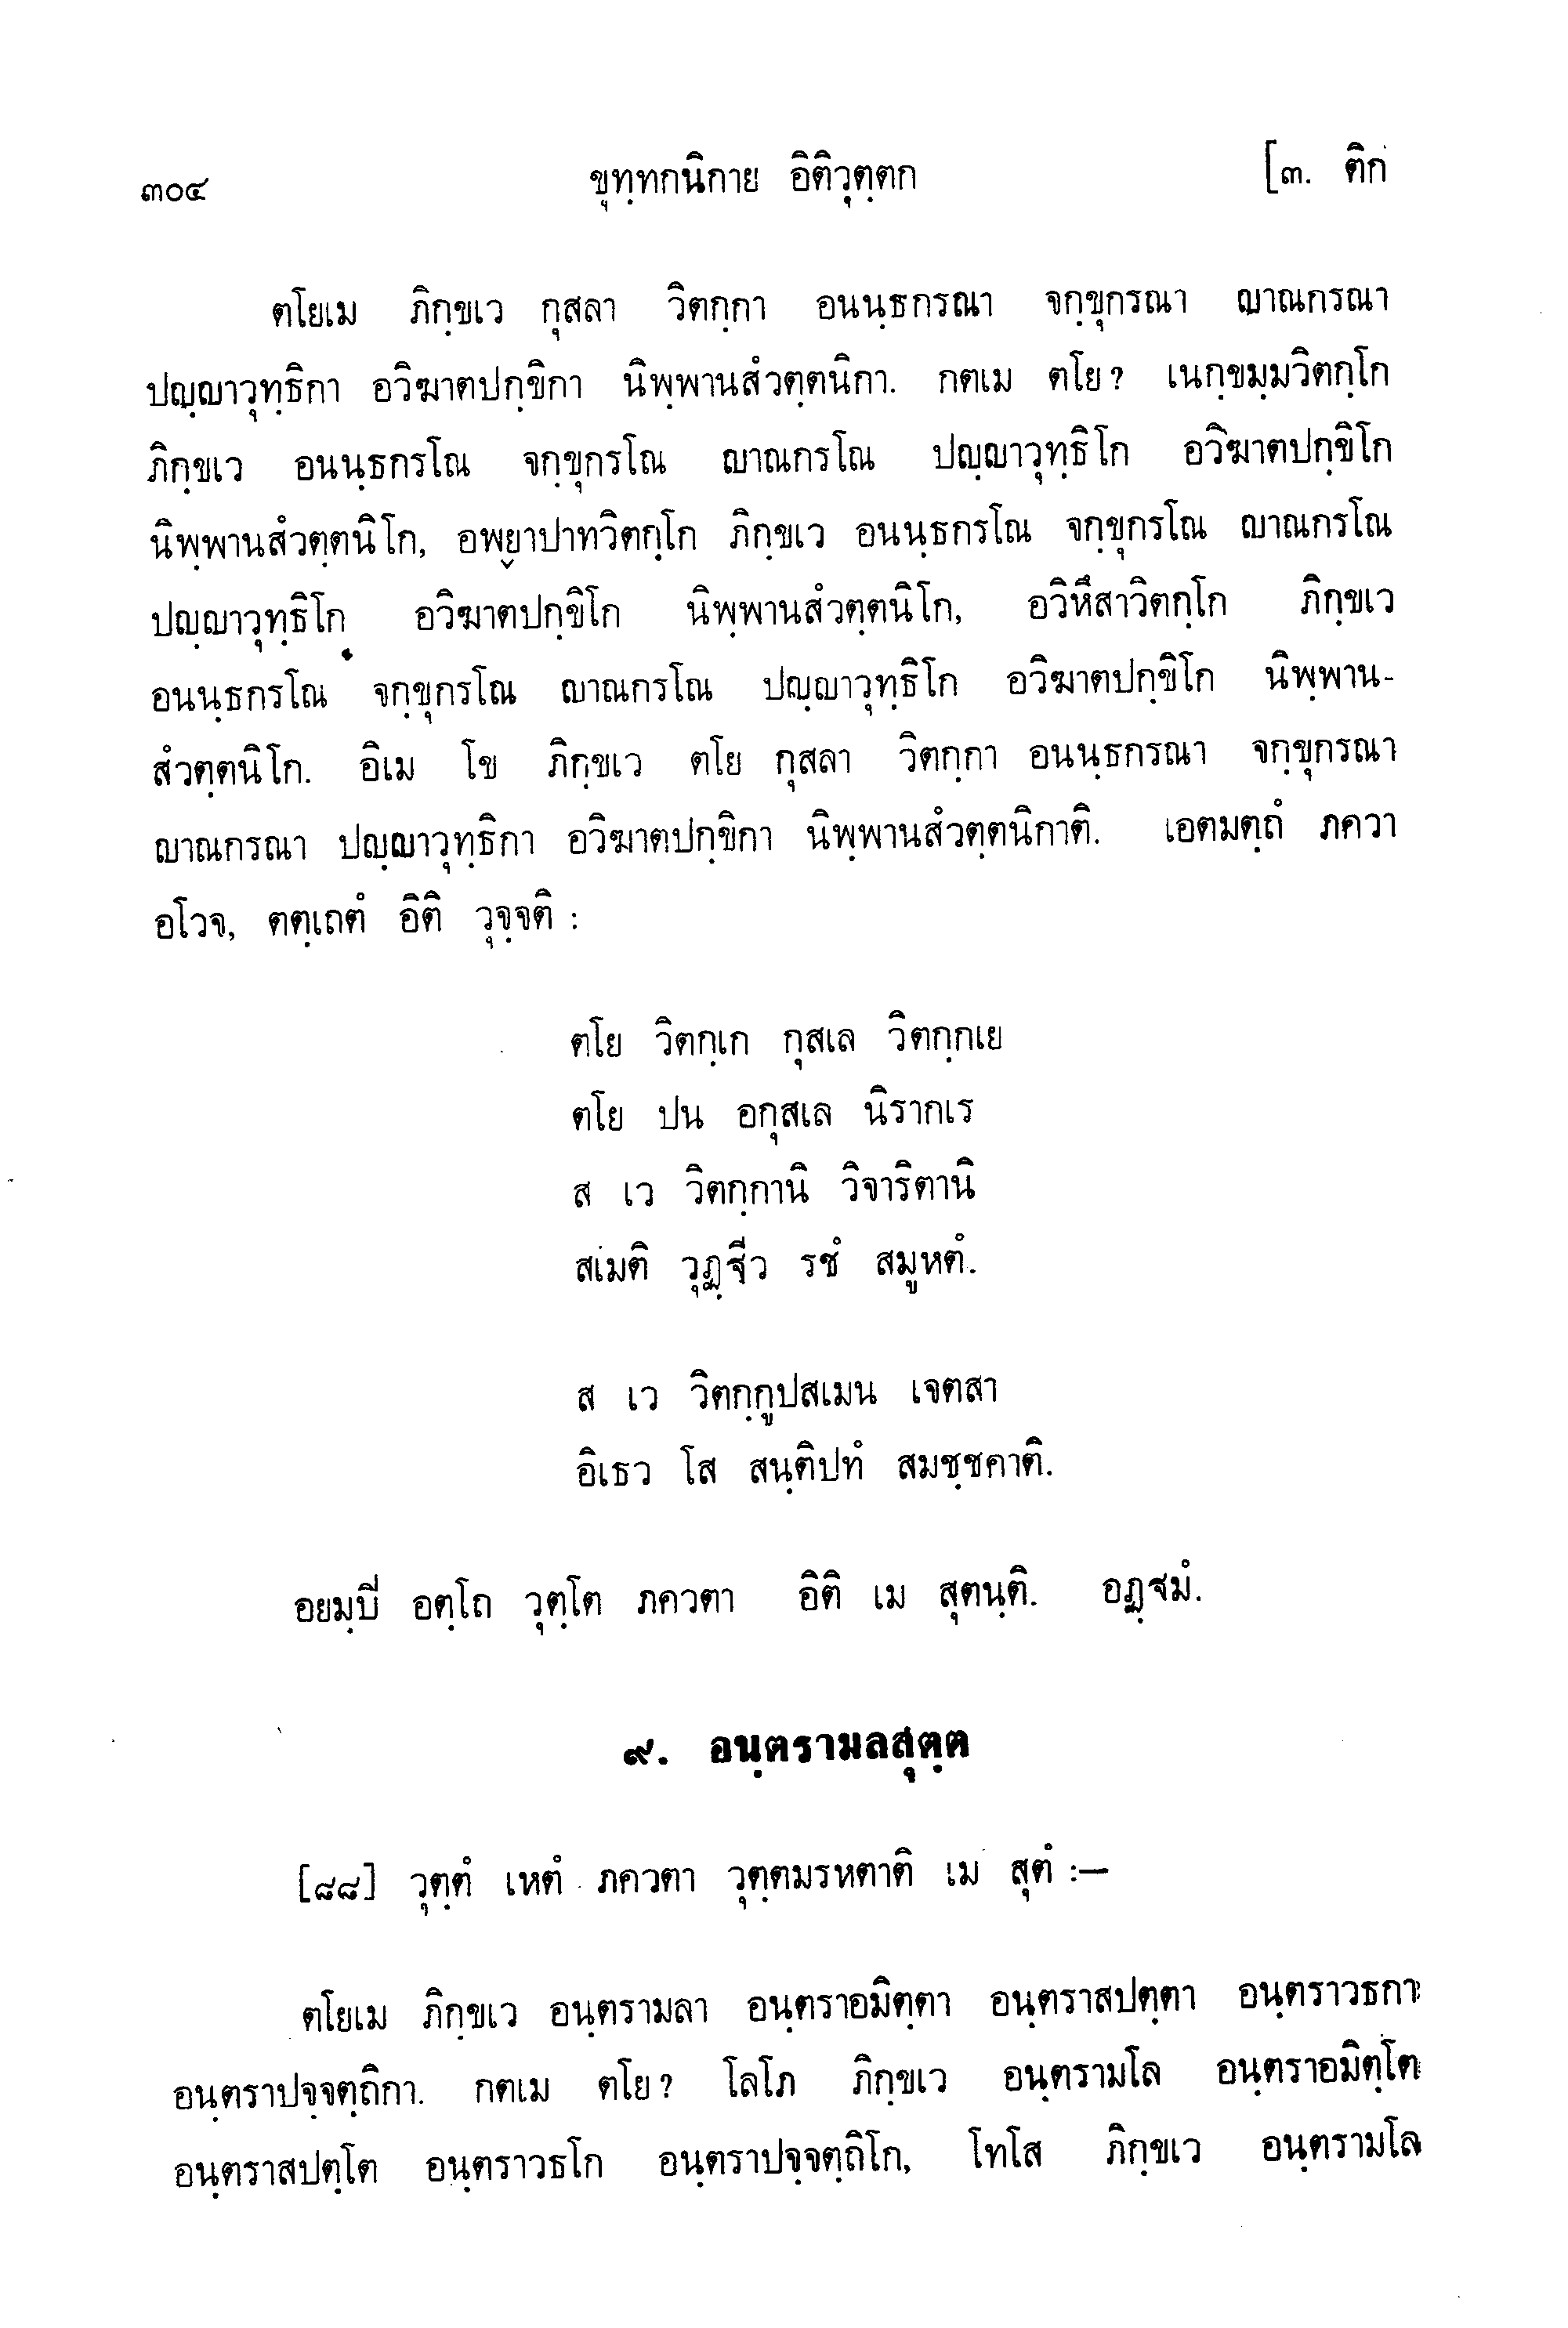 ๓๐๔ ขุทฺทกนิกาย อิติวุตฺตก [๓. ติก
ตโยเม ภิกฺขเว กุสลา วิตกฺกา อนนฺธกรณา จกฺขุกรณา ญาณกรณา
ปญฺญาวุทฺธิกา อวิฆาตปกฺขิกา นิพฺพานสํวตฺตนิกา. กตเม ตโย? เนกฺขมฺมวิตกฺโก
ภิกฺขเว อนนฺธกรโณ จกฺขุกรโณ ญาณกรโณ ปญฺญาวุทฺธิโก อวิฆาตปกฺขิโก
นิพฺพานสํวตฺตนิโก, อพฺยาปาทวิตกฺโก ภิกฺขเว อนนฺธกรโณ จกฺขุกรโณ ญาณกรโณ
ปญฺญาวุทฺธิโก อวิฆาตปกฺขิโก นิพฺพานสํวตฺตนิโก, อวิหึสาวิตกฺโก ภิกฺขเว
อนนฺธกรโณ จกฺขุกรโณ ญาณกรโณ ปญฺญาวุทฺธิโก อวิฆาตปกฺขิโก นิพฺพาน-
สํวตฺตนิโก. อิเม โข ภิกฺขเว ตโย กุสลา วิตกฺกา อนนฺธกรณา จกฺขุกรณา
ญาณกรณา ปญฺญาวุทฺธิกา อวิฆาตปกฺขิกา นิพฺพานสํวตฺตนิกาติ. เอตมตฺถํ ภควา
อโวจ, ตตฺเถตํ อิติ วุจฺจติ :
ตโย วิตกฺเก กุสเล วิตกฺกเย
ตโย ปน อกุสเล นิรากเร
ส เว วิตกฺกานิ วิจาริตานิ
สเมติ วุฏฺฐีว รชํ สมูหตํ.
ส เว วิตกฺกูปสเมน เจตสา
อิเธว โส สนฺติปทํ สมชฺชคาติ.
อยมฺปิ อตฺโถ วุตฺโต ภควตา อิติ เม สุตนฺติ. อฏฺฐมํ.
๙. อนฺตรามลสุตฺต
[๘๘] วุตฺตํ เหตํ ภควตา วุตฺตมรหตาติ เม สุตํ :—
ตโยเม ภิกฺขเว อนฺตรามลา อนฺตราอมิตฺตา อนฺตราสปตฺตา อนฺตราวธกา
อนฺตราปจฺจตฺถิกา. กตเม ตโย? โลโภ ภิกฺขเว อนฺตรามโล อนฺตราอมิตฺโต
อนฺตราสปตฺโต อนฺตราวธโก อนฺตราปจฺจตฺถิโก, โทโส ภิกฺขเว อนฺตรามโล